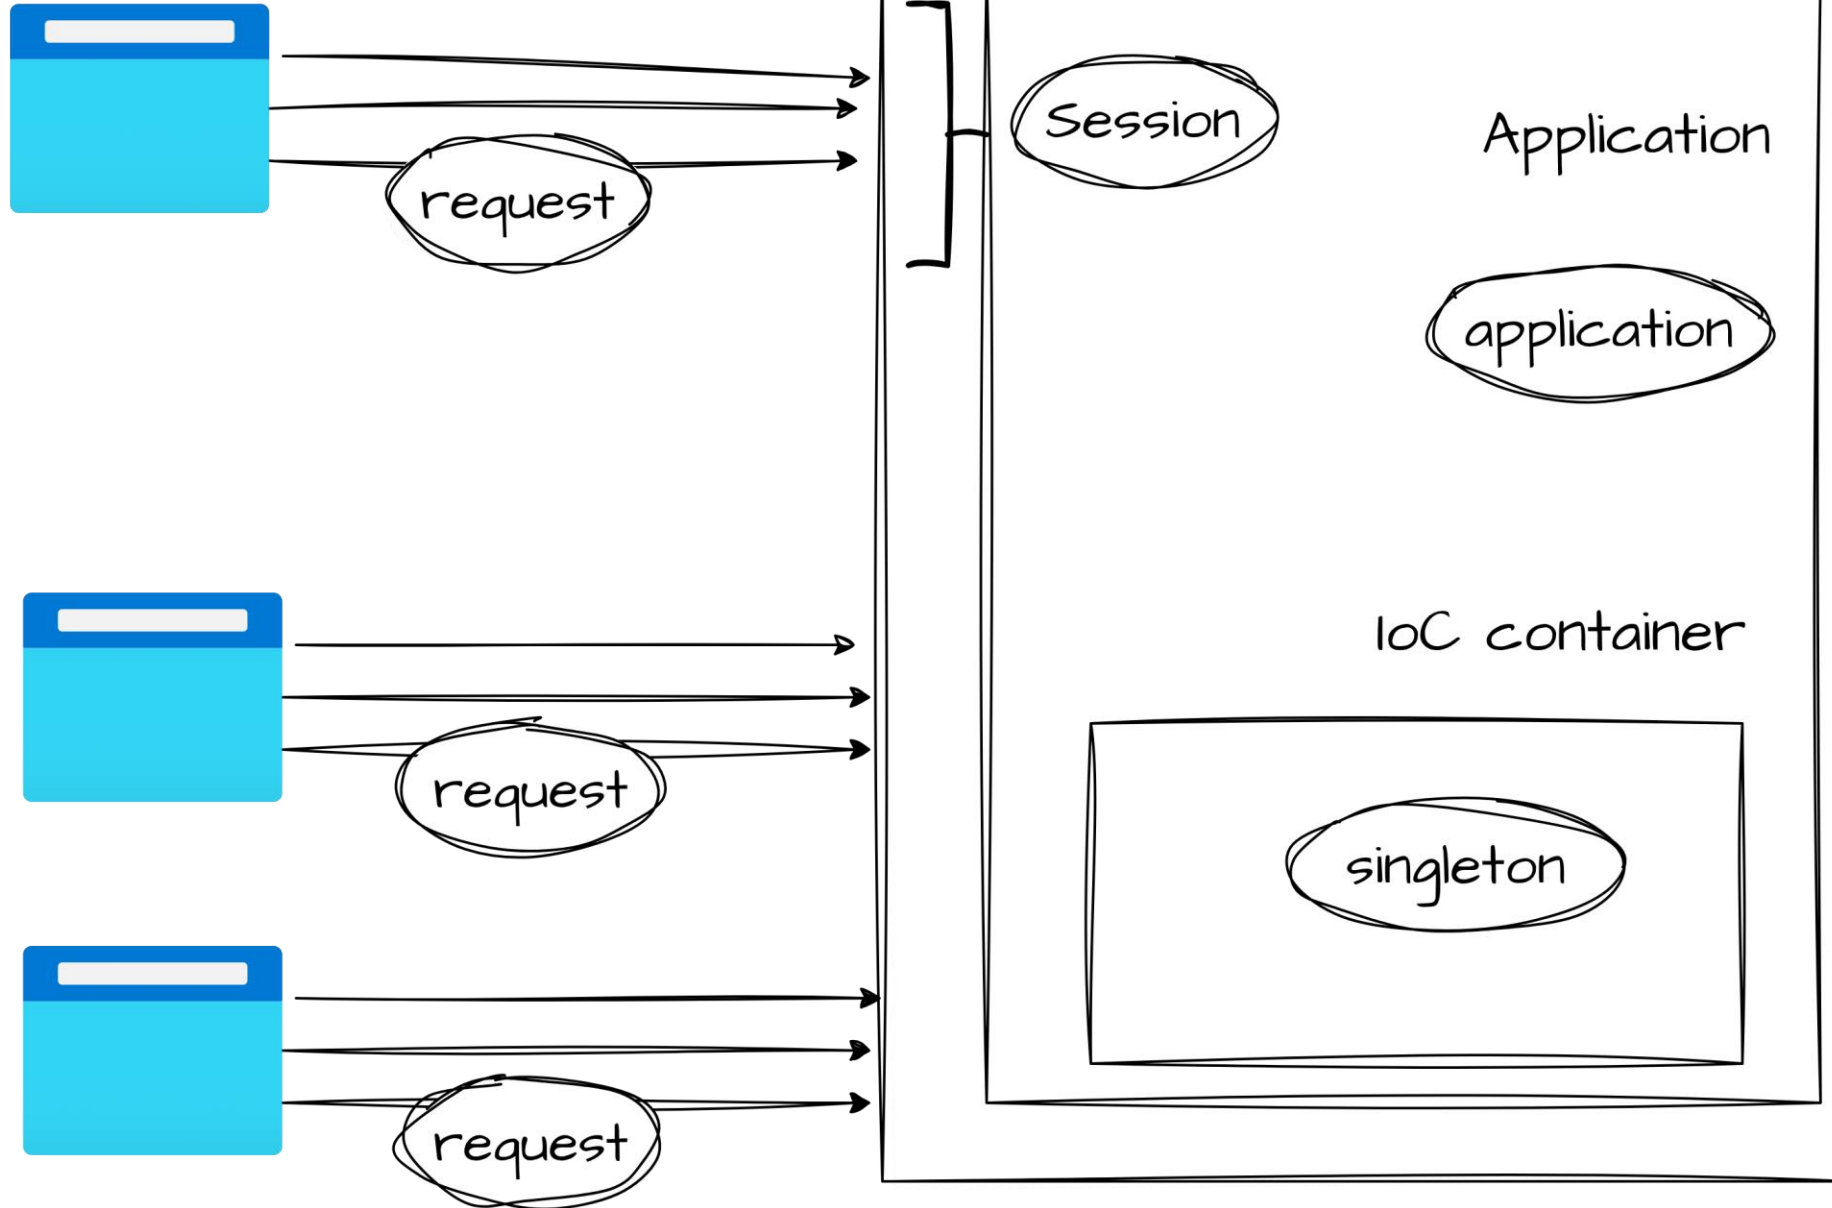 Session
Application
request
application
IoC container
request
singleton
request